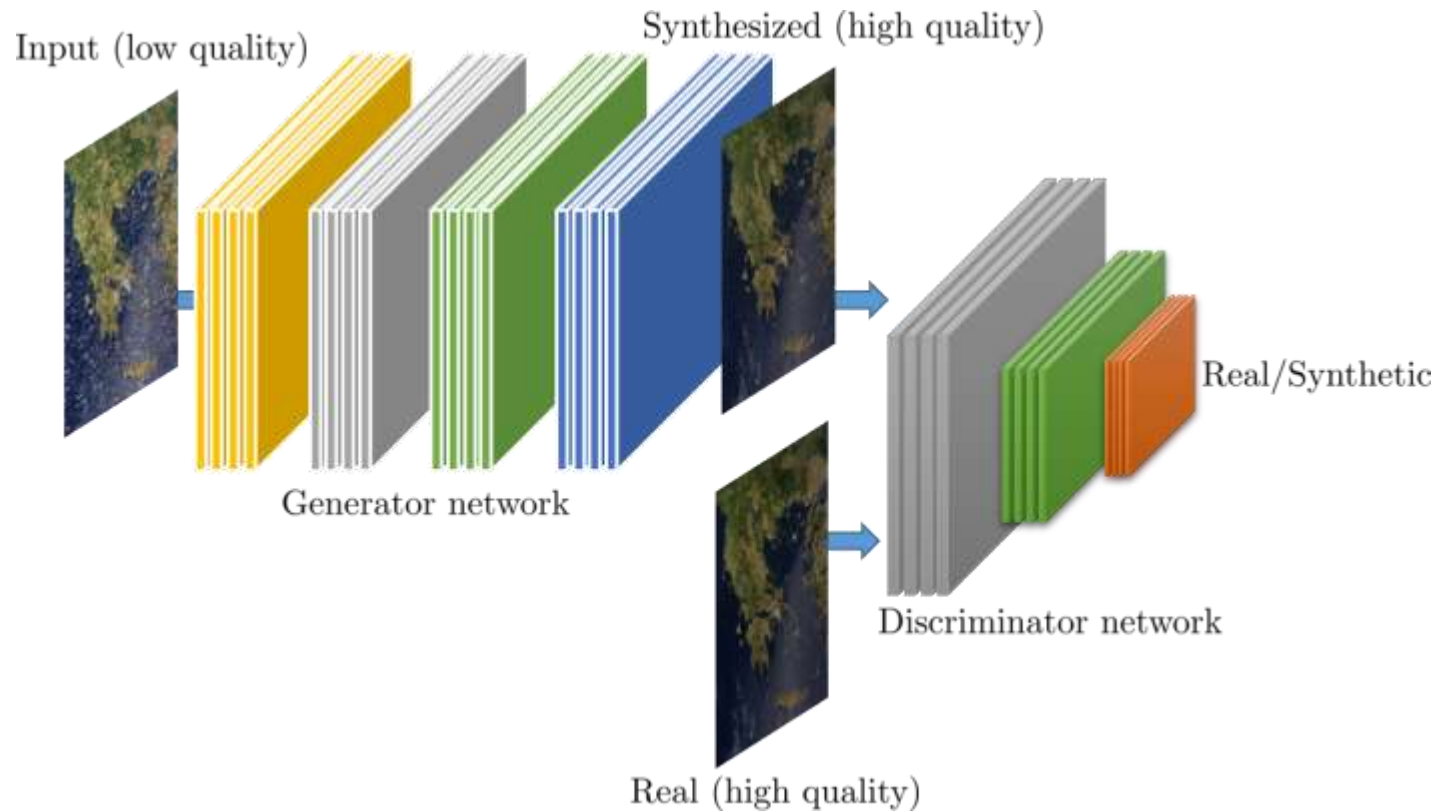 Input (low quality)
Synthesized (high quality)
Generator network
Real/Synthetic
Discriminator network
Real (high quality)